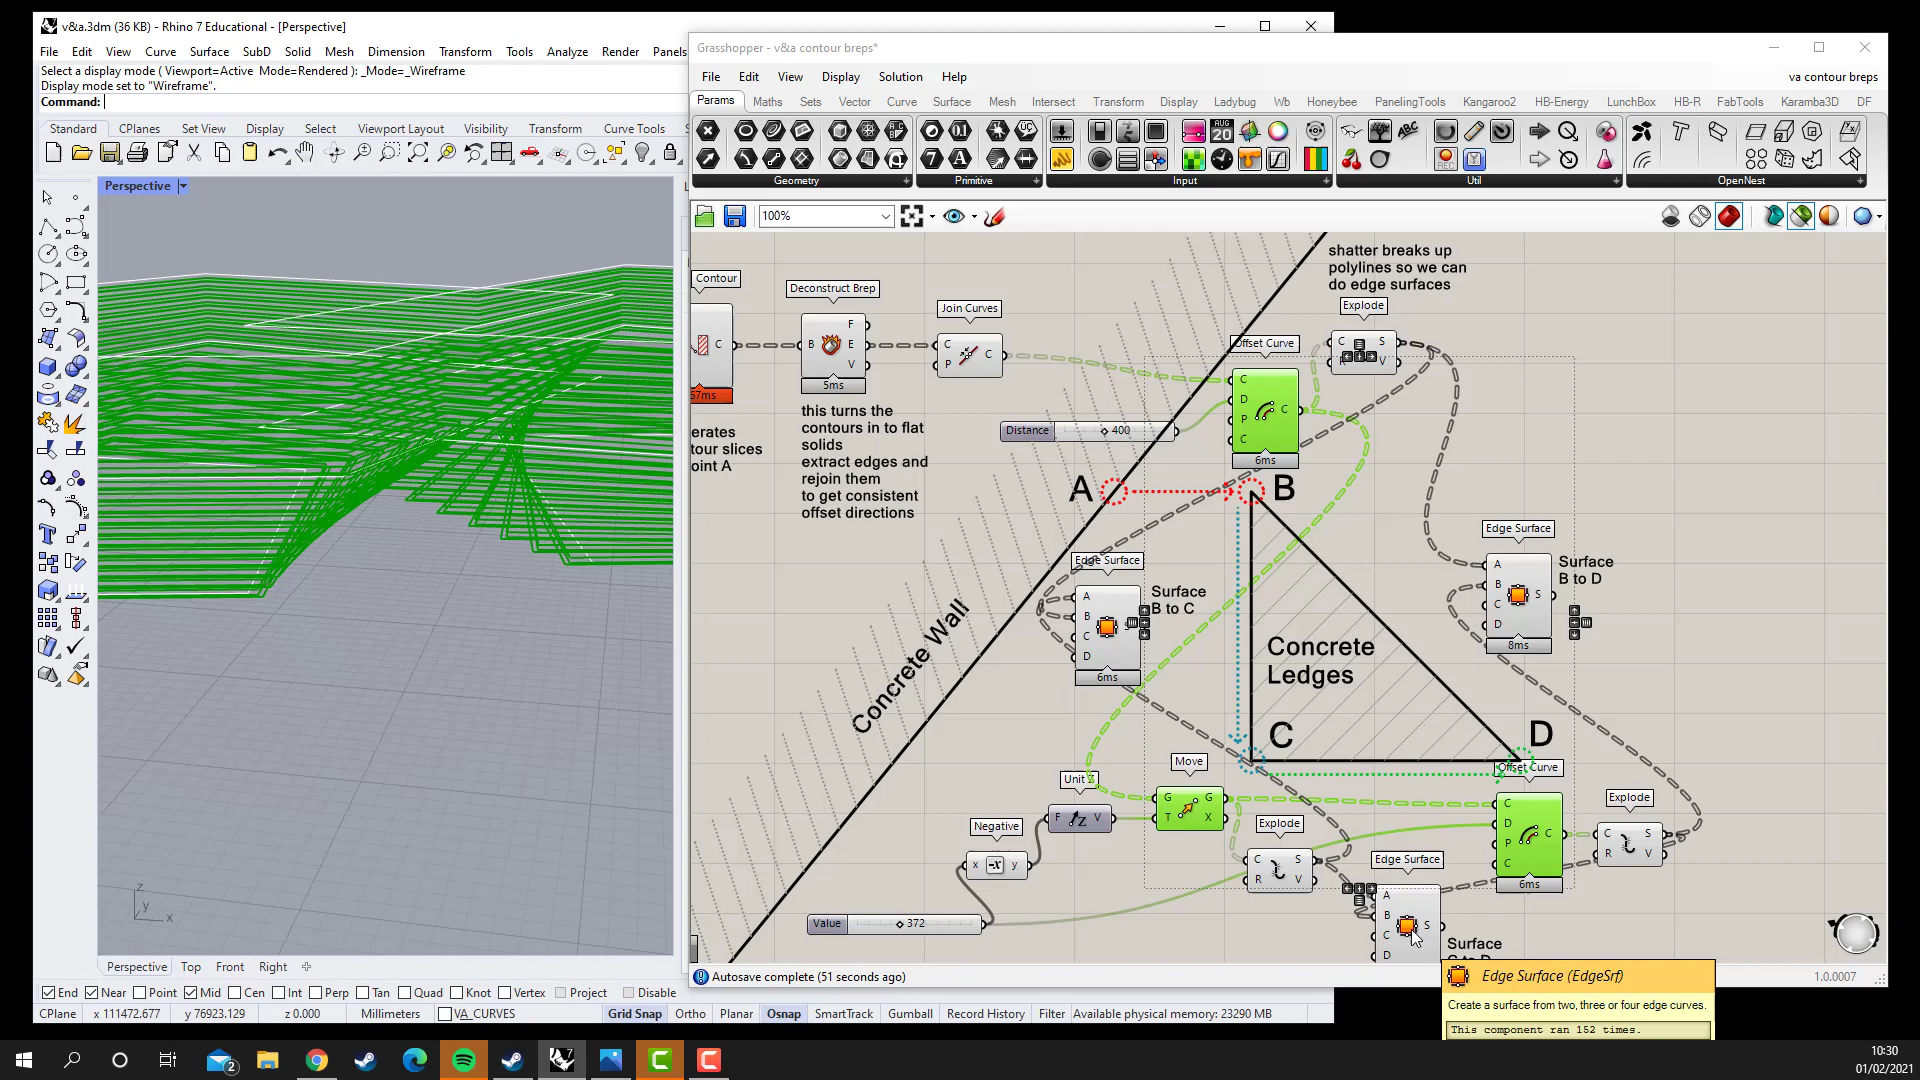 v&a.3dm (36 KB) - Rhino 7 Educational - [Perspective]
File Edit View Curve Surface SubD Solid Mesh Dimension Transform Tools Analyze Render Panels
Select a display mode ( Viewport=Active Mode=Rendered ): _Mode=_Wireframe
Display mode set to "Wireframe".
Command:
Standard CPlanes Set View Display Select Viewport Layout Visibility Transform Curve Tools
Perspective
z
y
x
Perspective Top Front Right
End Near Point Mid Cen Int Perp Tan Quad Knot Vertex Project Disable
CPlane x 111472.677 y 76923.129 z 0.000 Millimeters VA_CURVES Grid Snap Ortho Planar Osnap SmartTrack Gumball Record History Filter Available physical memory: 23290 MB
Grasshopper - v&a contour breps*
File Edit View Display Solution Help
va contour breps
Params Maths Sets Vector Curve Surface Mesh Intersect Transform Display Ladybug Wb Honeybee PanelingTools Kangaroo2 HB-Energy LunchBox HB-R FabTools Karamba3D DF
Geometry Primitive Input Util OpenNest
100%
shatter breaks up
polylines so we can
do edge surfaces
Contour
C
67ms
Deconstruct Brep
B F E V
5ms
Join Curves
C P C
Offset Curve
C D P C C
6ms
Explode
C R S V
erates
tour slices
oint A
this turns the
contours in to flat
solids
extract edges and
rejoin them
to get consistent
offset directions
Distance 400
A
B
Edge Surface
A B C D S
6ms
Surface
B to C
Edge Surface
A B C D S
8ms
Surface
B to D
Concrete Wall
Concrete
Ledges
C
D
Offset Curve
C D P C C
6ms
Move
G T G X
Unit Z
F V
Negative
x -x y
Explode
C R S V
Explode
C R S V
Edge Surface
A B C D S
Surface
Value 372
Autosave complete (51 seconds ago)
1.0.0007
Edge Surface (EdgeSrf)
Create a surface from two, three or four edge curves.
This component ran 152 times.
2
10:30
01/02/2021